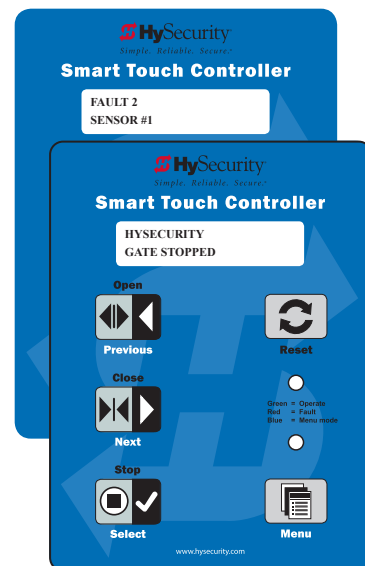 HySecurity
Simple. Reliable. Secure.
Smart Touch Controller
FAULT 2
SENSOR #1
HySecurity
Simple. Reliable. Secure.
Smart Touch Controller
HYSECURITY
GATE STOPPED
Open
Previous
Reset
Close
Next
Green = Operate
Red = Fault
Blue = Menu mode
Stop
Select
Menu
www.hysecurity.com